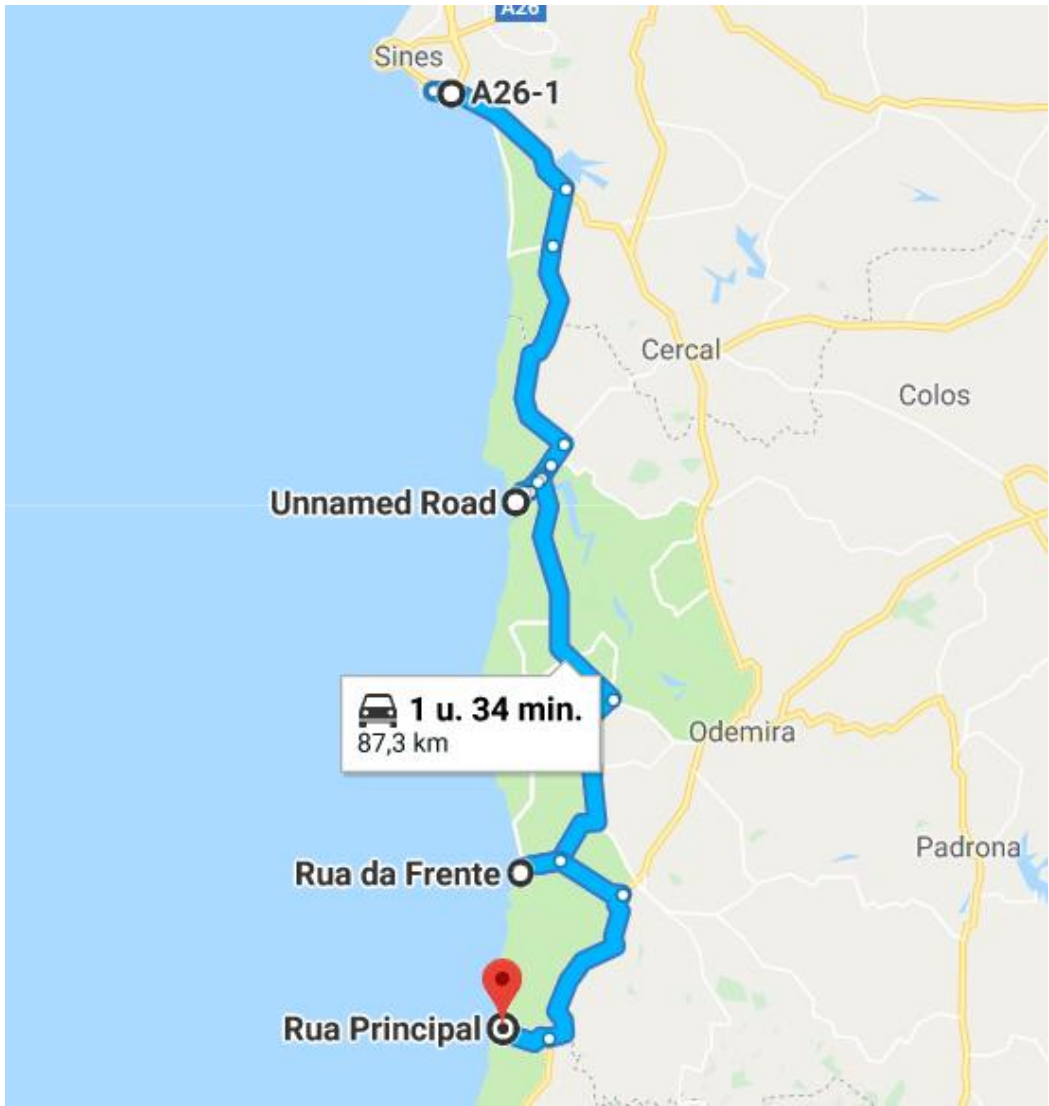 A26
Sines
A26-1
Cercal
Colos
Unnamed Road
1 u. 34 min.
87,3 km
Odemira
Padrona
Rua da Frente
Rua Principal